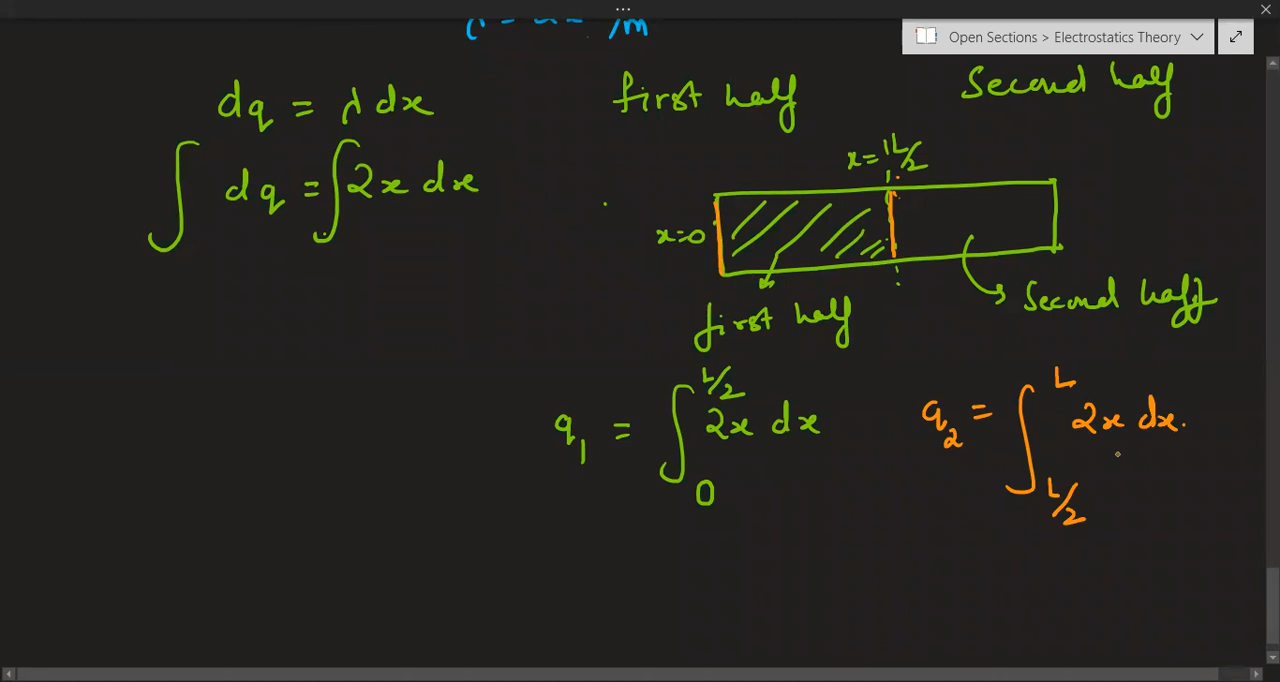 Open Sections > Electrostatics Theory
dq = λ dx
first half
Second half
∫ dq = ∫ 2x dx
x = L/2
x=0
first half
Second half
q₁ = ∫₀^{L/2} 2x dx
q₂ = ∫_{L/2}^{L} 2x dx.